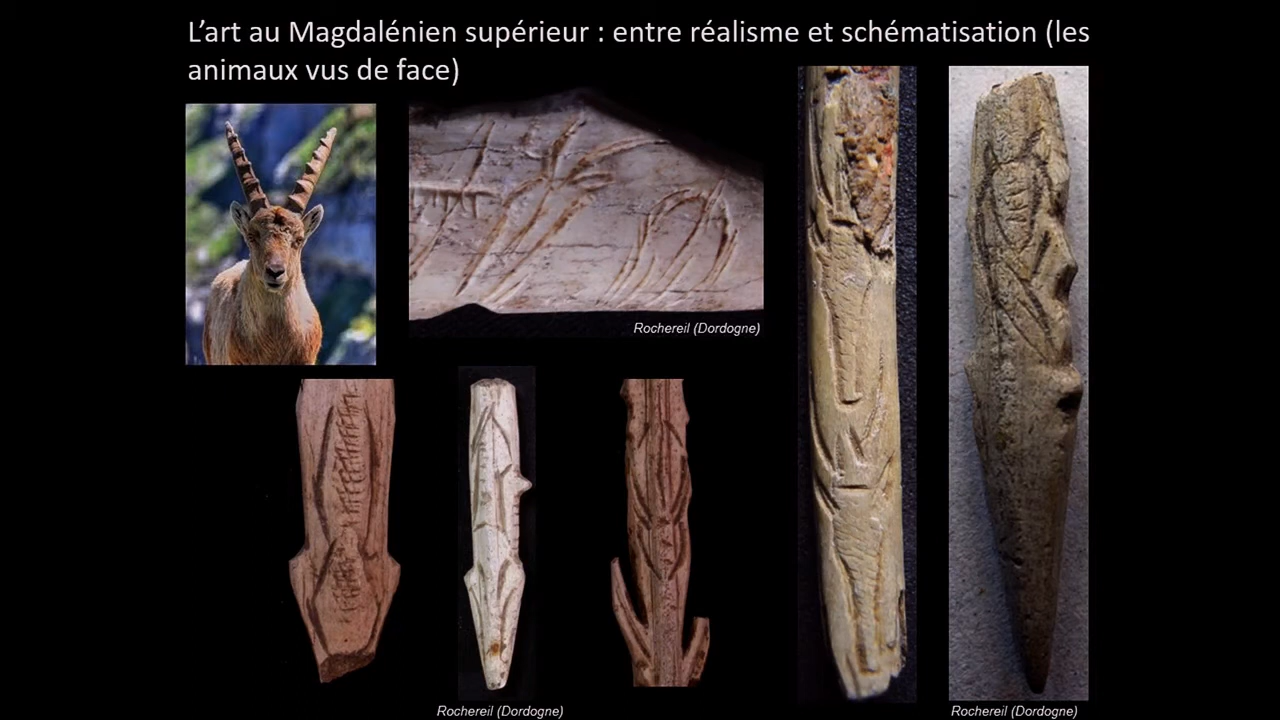 L’art au Magdalénien supérieur : entre réalisme et schématisation (les
animaux vus de face)
Rochereil (Dordogne)
Rochereil (Dordogne)
Rochereil (Dordogne)